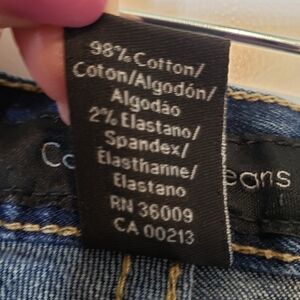 98% Cotton/
Coton/Algodón/
Algodão
2% Elastano/
Spandex/
Elasthanne/
Elastano
RN 36009
CA 00213